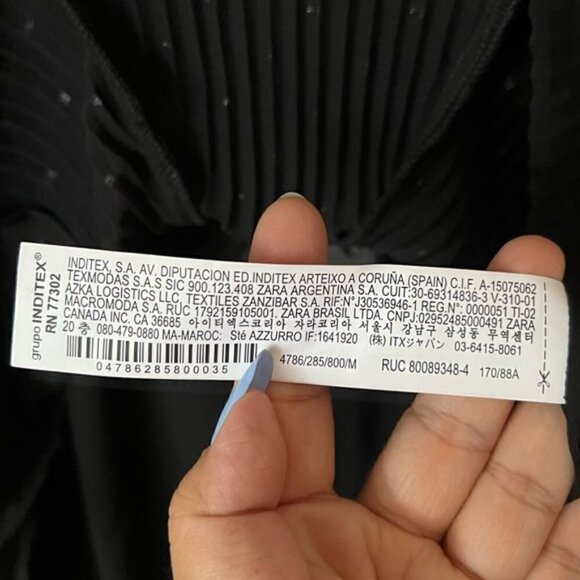 grupo INDITEX®
RN 77302
INDITEX, S.A. AV. DIPUTACION ED.INDITEX ARTEIXO A CORUÑA (SPAIN) C.I.F. A-15075062
TEXMODAS S.A.S SIC 900.123.408 ZARA ARGENTINA S.A. CUIT:30-69314836-3 V-310-01
AZKA LOGISTICS LLC, TEXTILES ZANZIBAR S.A. RIF:N°J30536946-1 REG.N°: 0000051 TI-02
MACROMODA S.A. RUC 1792159105001. ZARA BRASIL LTDA. CNPJ:02952485000491 ZARA
CANADA INC. CA 36685 아이티엑스코리아 자라코리아 서울시 강남구 삼성동 무역센터
20 층 080-479-0880 MA-MAROC: Sté AZZURRO IF:1641920 (株) ITXジャパン 03-6415-8061
4786/285/800/M RUC 80089348-4 170/88A
04786285800035